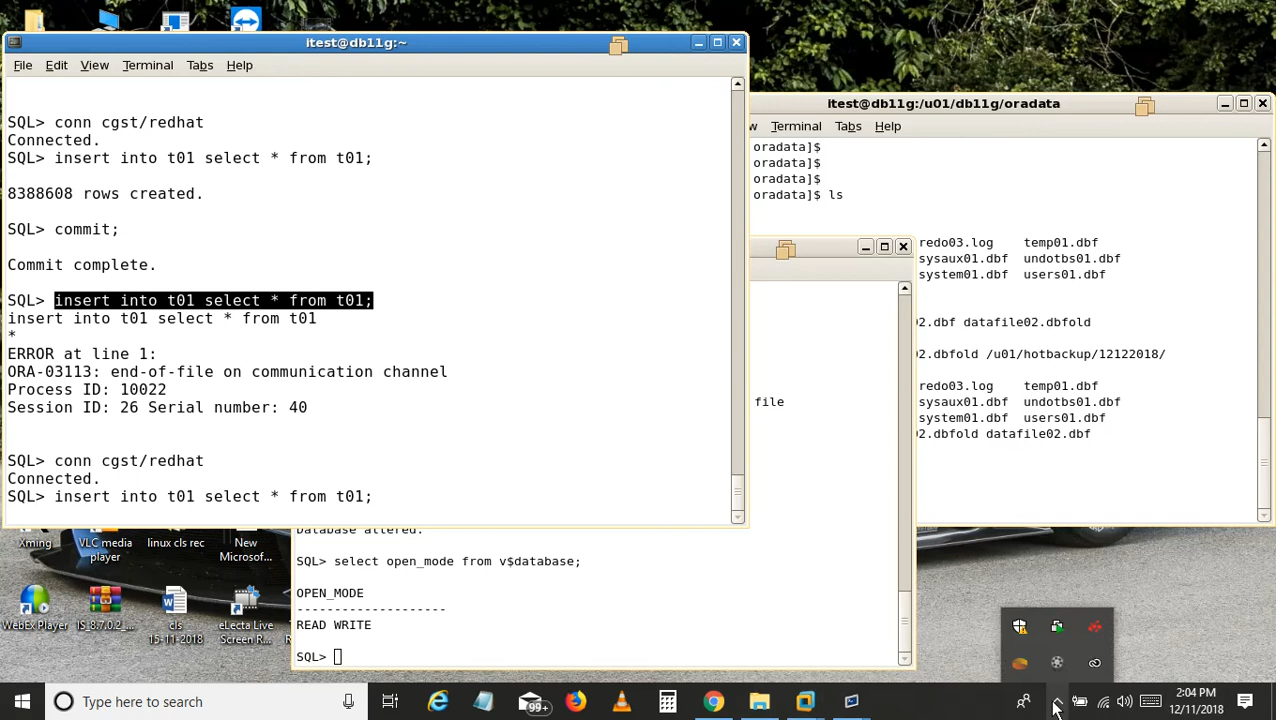 itest@db11g:~
File Edit View Terminal Tabs Help
SQL> conn cgst/redhat
Connected.
SQL> insert into t01 select * from t01;
8388608 rows created.
SQL> commit;
Commit complete.
SQL> insert into t01 select * from t01;
insert into t01 select * from t01
*
ERROR at line 1:
ORA-03113: end-of-file on communication channel
Process ID: 10022
Session ID: 26 Serial number: 40
SQL> conn cgst/redhat
Connected.
SQL> insert into t01 select * from t01;
itest@db11g:/u01/db11g/oradata
w Terminal Tabs Help
oradata]$
oradata]$
oradata]$
oradata]$ ls
redo03.log temp01.dbf
sysaux01.dbf undotbs01.dbf
system01.dbf users01.dbf
02.dbf datafile02.dbfold
02.dbfold /u01/hotbackup/12122018/
redo03.log temp01.dbf
sysaux01.dbf undotbs01.dbf
system01.dbf users01.dbf
02.dbfold datafile02.dbf
file
Database altered.
SQL> select open_mode from v$database;
OPEN_MODE
--------------------
READ WRITE
SQL>
Xming
VLC media
player
linux cls rec
New
Microsof...
WebEx Player
IS_8.7.0.2_...
cls
15-11-2018
eLecta Live
Screen R...
Type here to search
99+
2:04 PM
12/11/2018